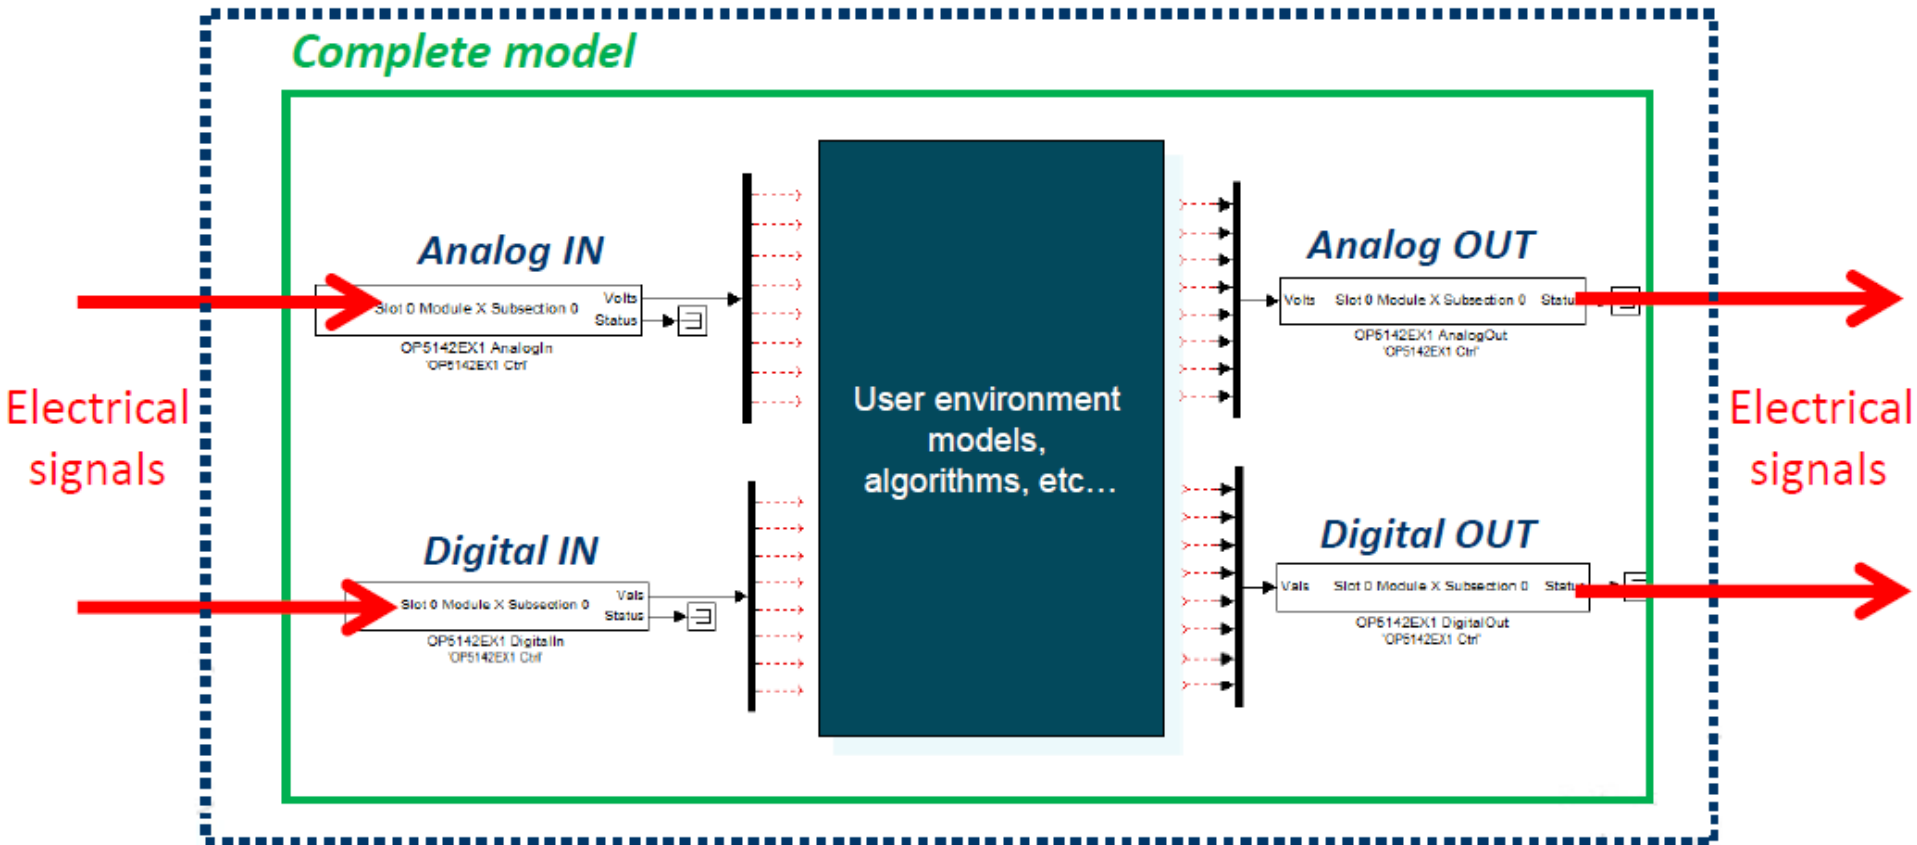 Complete model
Analog IN
Slot 0 Module X Subsection 0
Volts
Status
OP5142EX1 AnalogIn
'OP5142EX1 Ctrl'
Electrical
signals
Digital IN
Slot 0 Module X Subsection 0
Vals
Status
OP5142EX1 DigitalIn
'OP5142EX1 Ctrl'
User environment
models,
algorithms, etc…
Analog OUT
Volts
Slot 0 Module X Subsection 0
Status
OP5142EX1 AnalogOut
'OP5142EX1 Ctrl'
Digital OUT
Vals
Slot 0 Module X Subsection 0
Status
OP5142EX1 DigitalOut
'OP5142EX1 Ctrl'
Electrical
signals